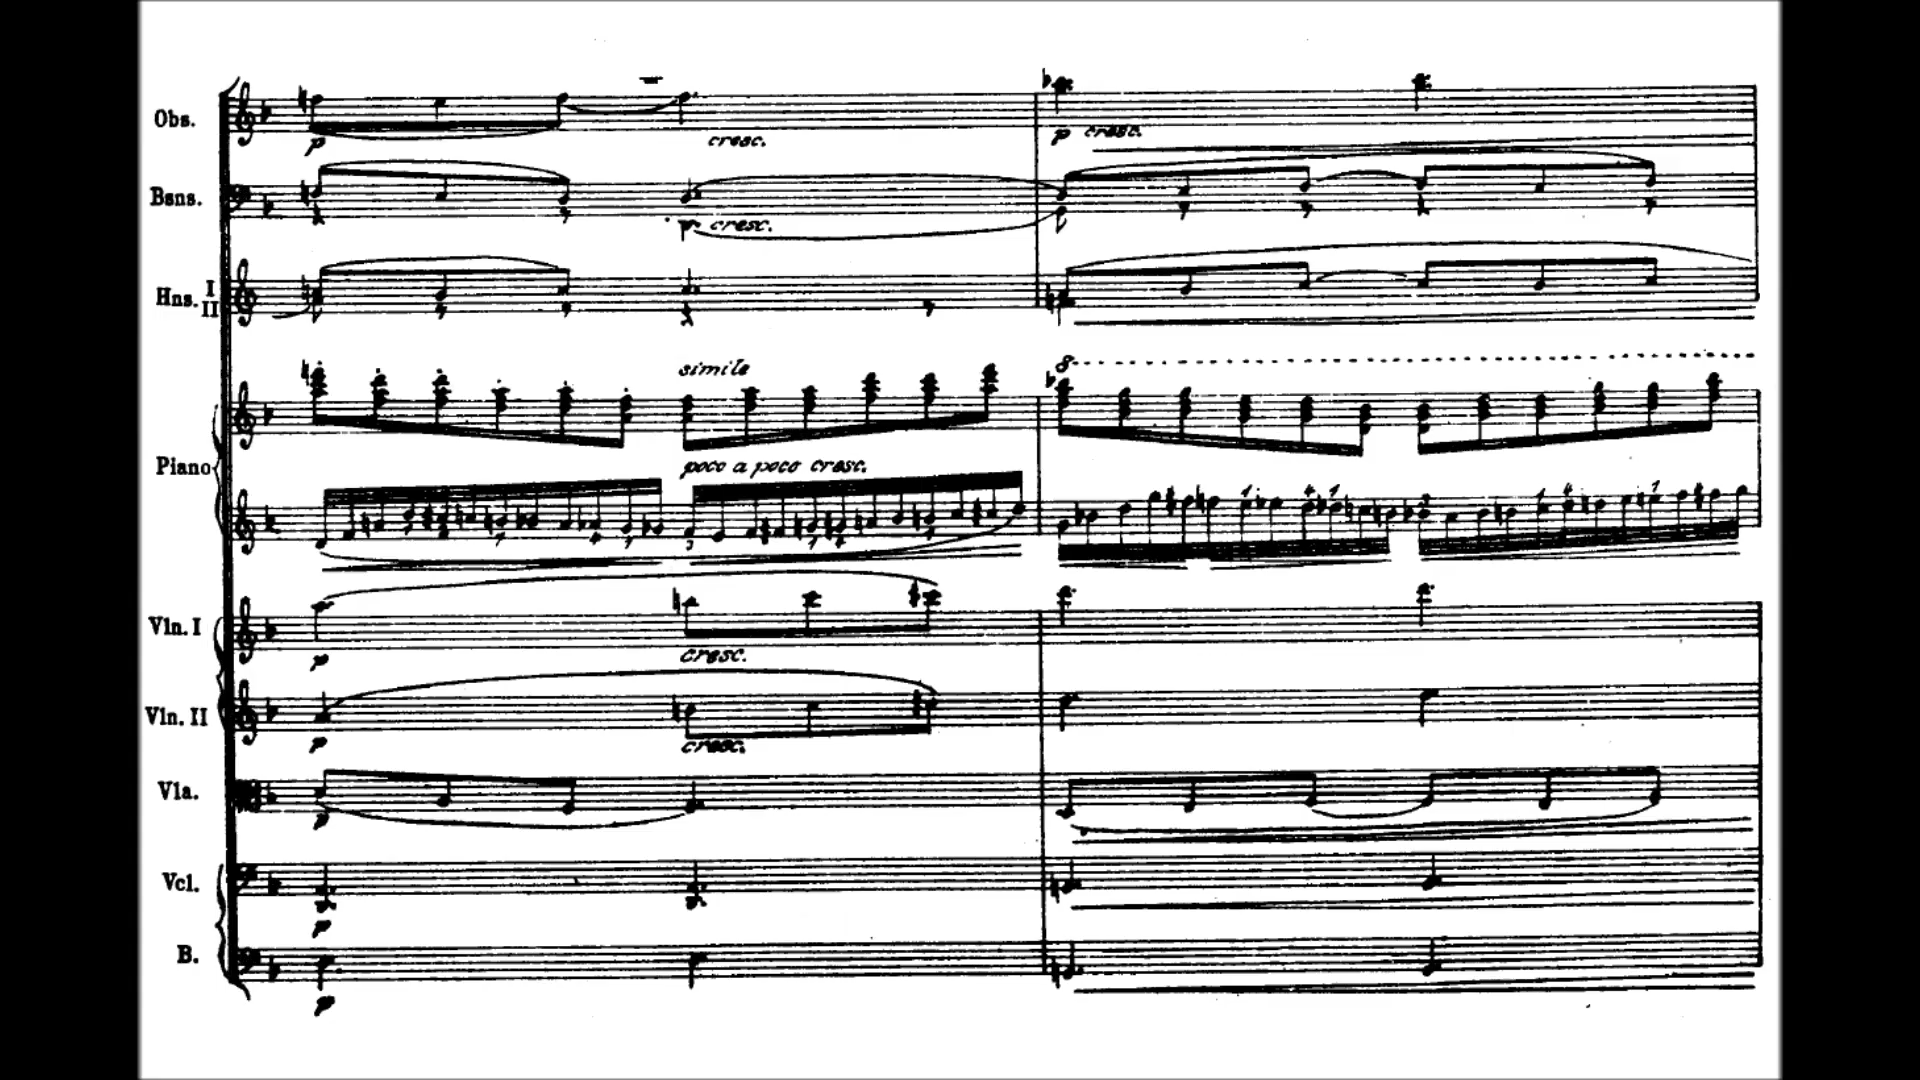 Obs.
p cresc. p cresc.
Bsns.
p cresc.
Hns. I
II
simile 8
Piano
poco a poco cresc.
Vln. I
p cresc.
Vln. II
p cresc.
Vla.
p
Vcl.
p
B.
p